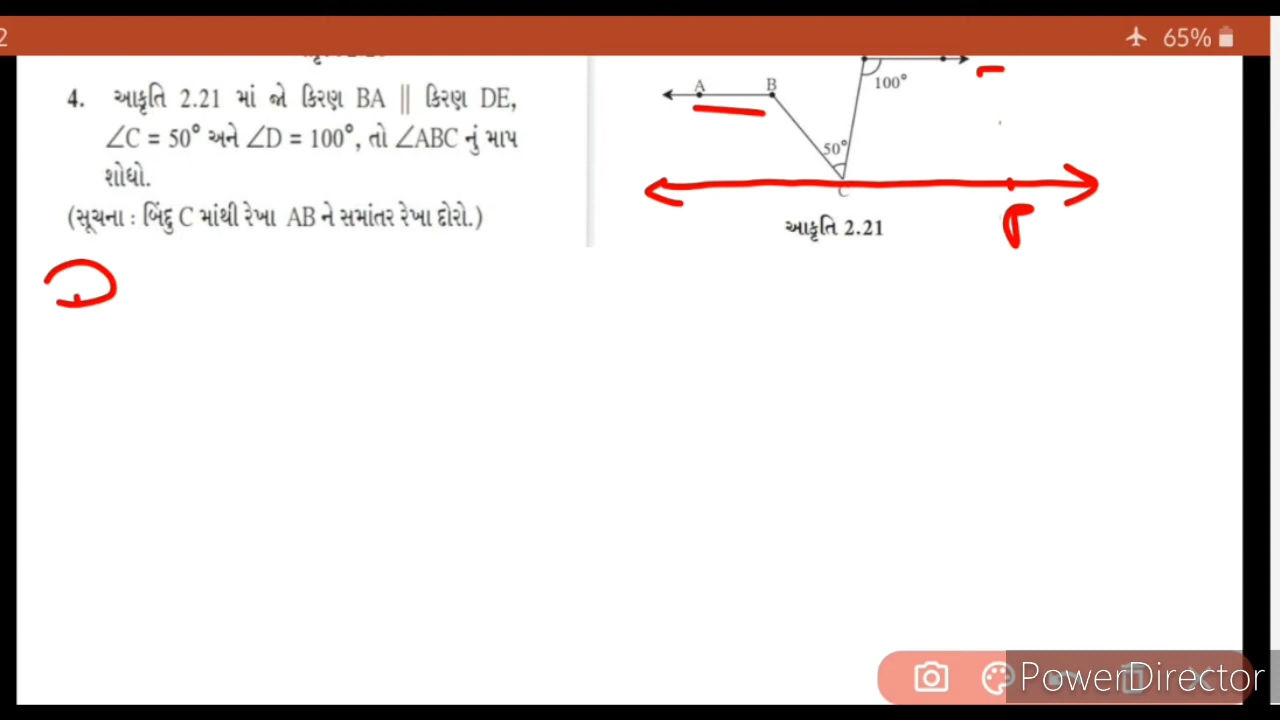 2
65%
4. આકૃતિ 2.21 માં જો કિરણ BA || કિરણ DE,
∠C = 50° અને ∠D = 100°, તો ∠ABC નું માપ
શોધો.
(સૂચના : બિંદુ C માંથી રેખા AB ને સમાંતર રેખા દોરો.)
A B
100°
50°
C
આકૃતિ 2.21
PowerDirector